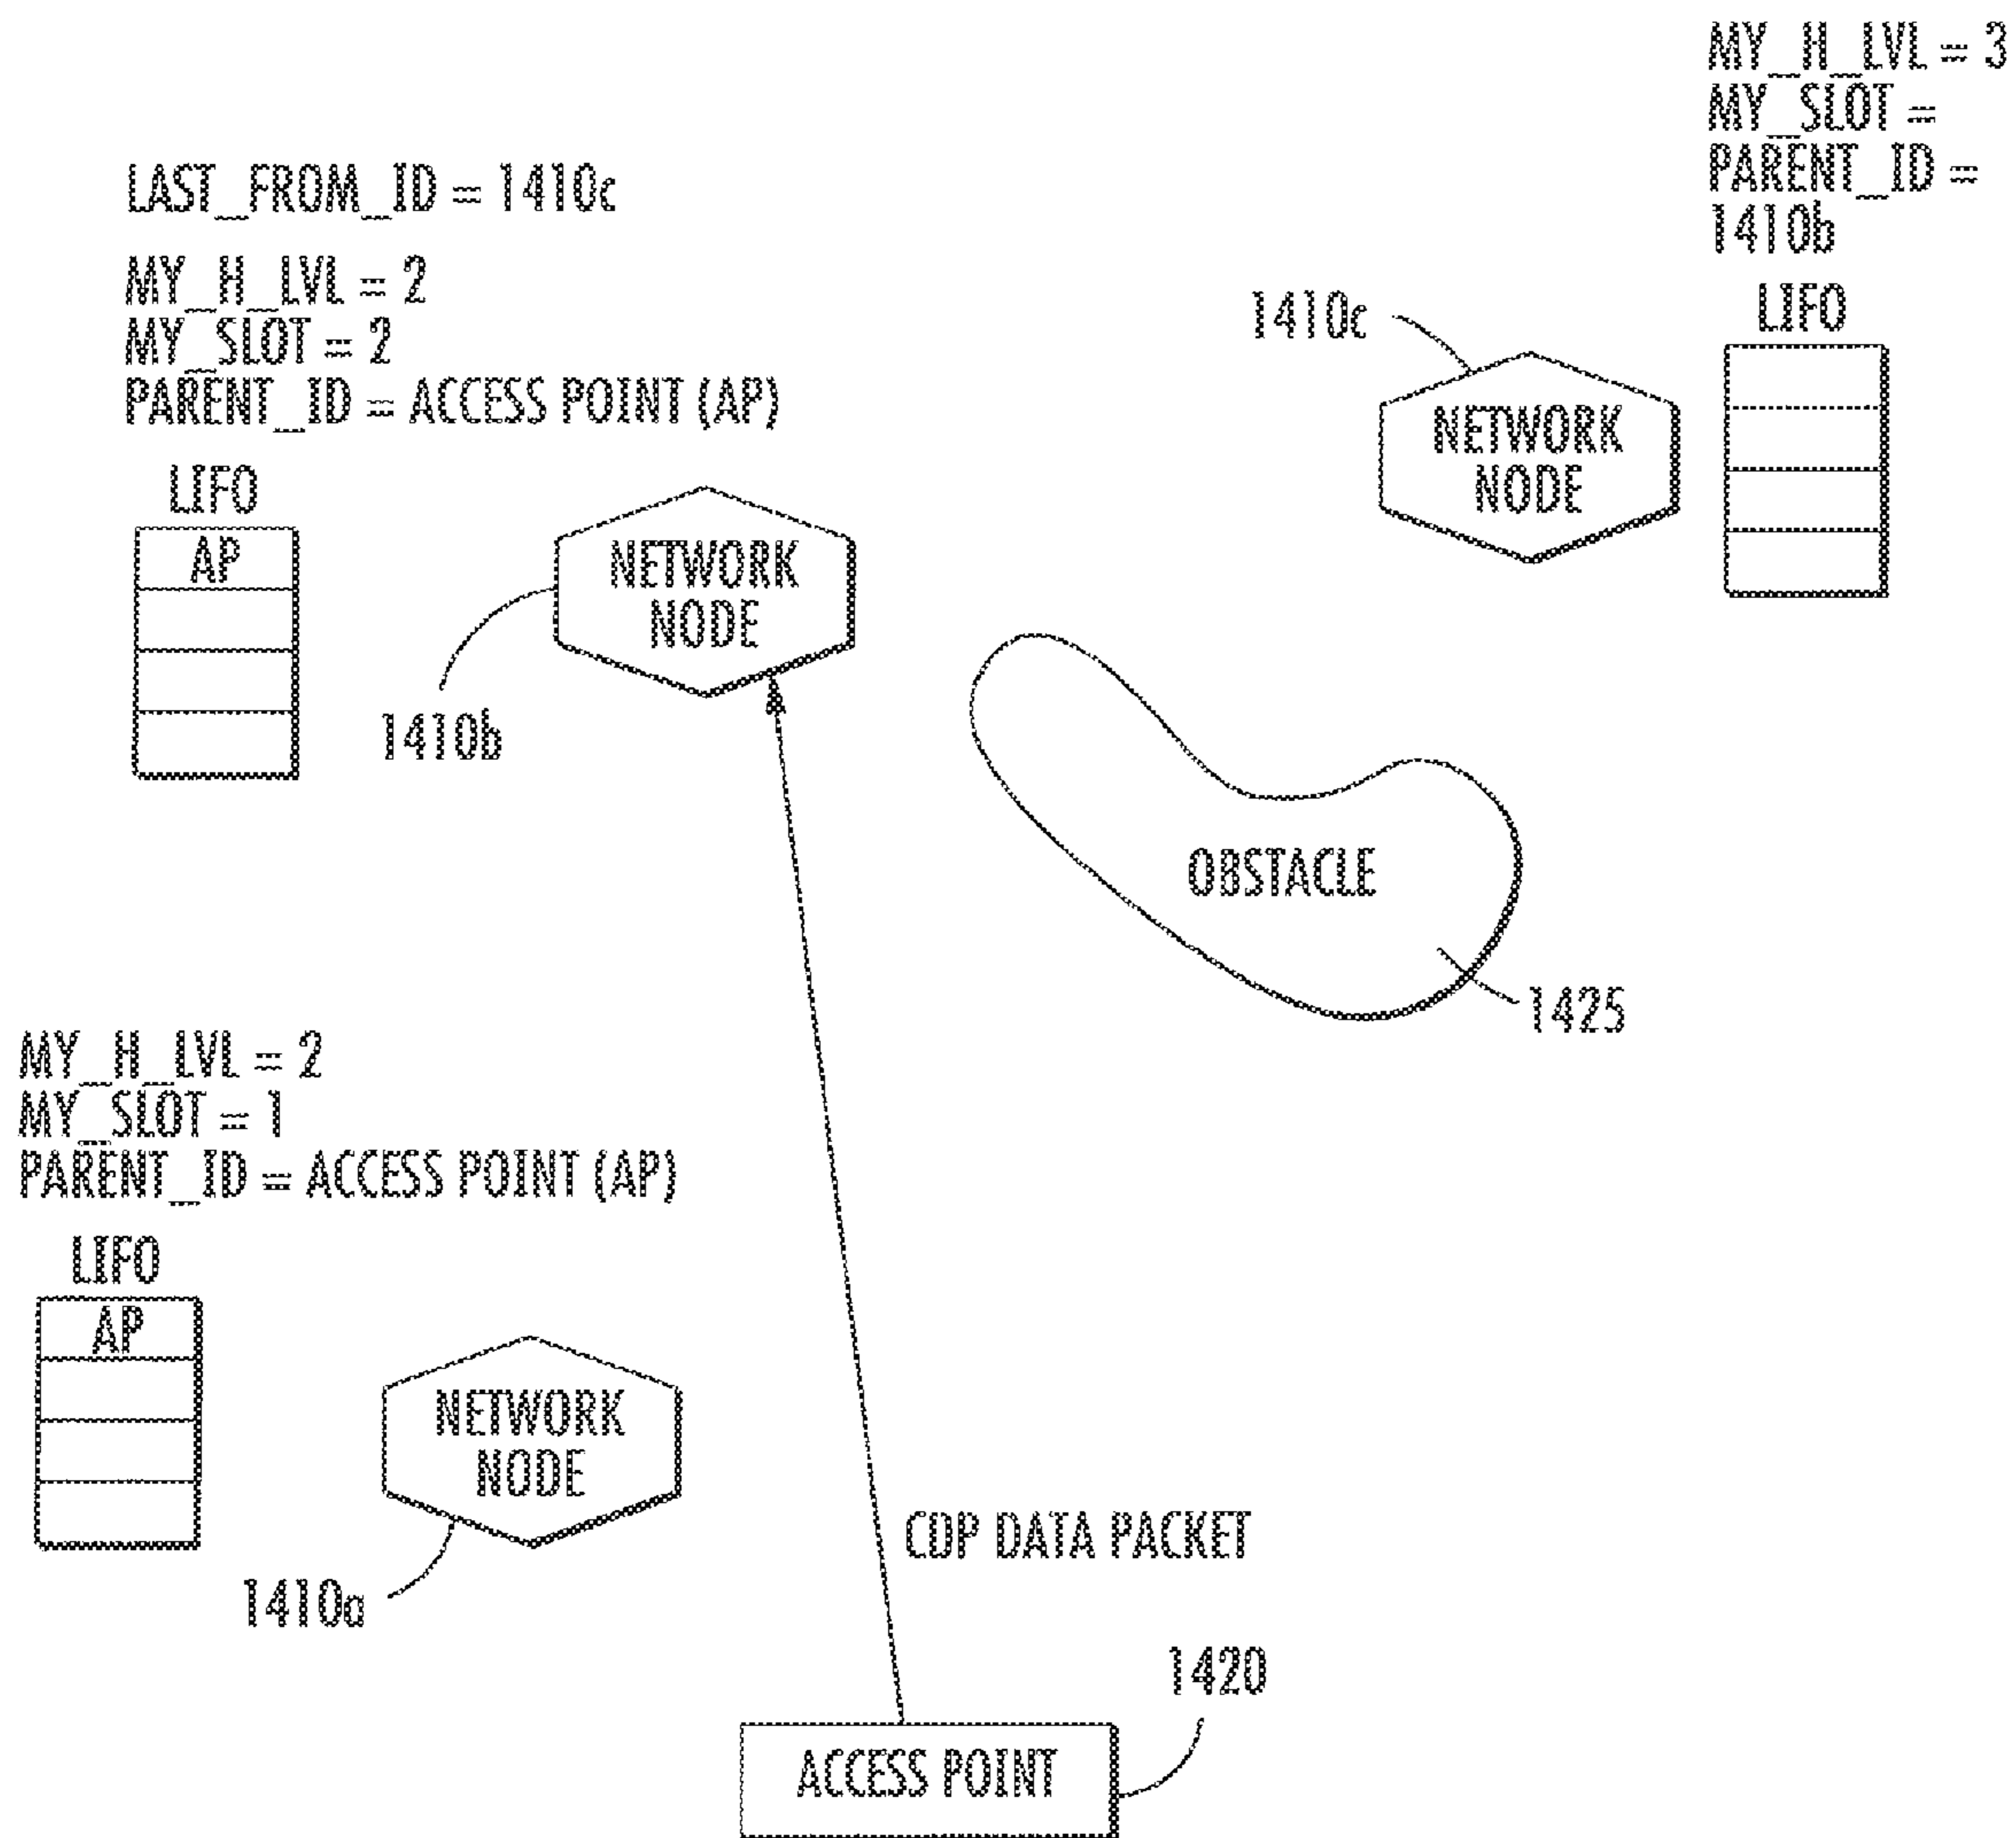 MY_H_LVL = 3
MY_SLOT =
PARENT_ID =
1410b
LIFO
1410c
NETWORK
NODE
LAST_FROM_ID = 1410c
MY_H_LVL = 2
MY_SLOT = 2
PARENT_ID = ACCESS POINT (AP)
LIFO
AP
NETWORK
NODE
1410b
OBSTACLE
1425
MY_H_LVL = 2
MY_SLOT = 1
PARENT_ID = ACCESS POINT (AP)
LIFO
AP
NETWORK
NODE
1410a
CDP DATA PACKET
1420
ACCESS POINT